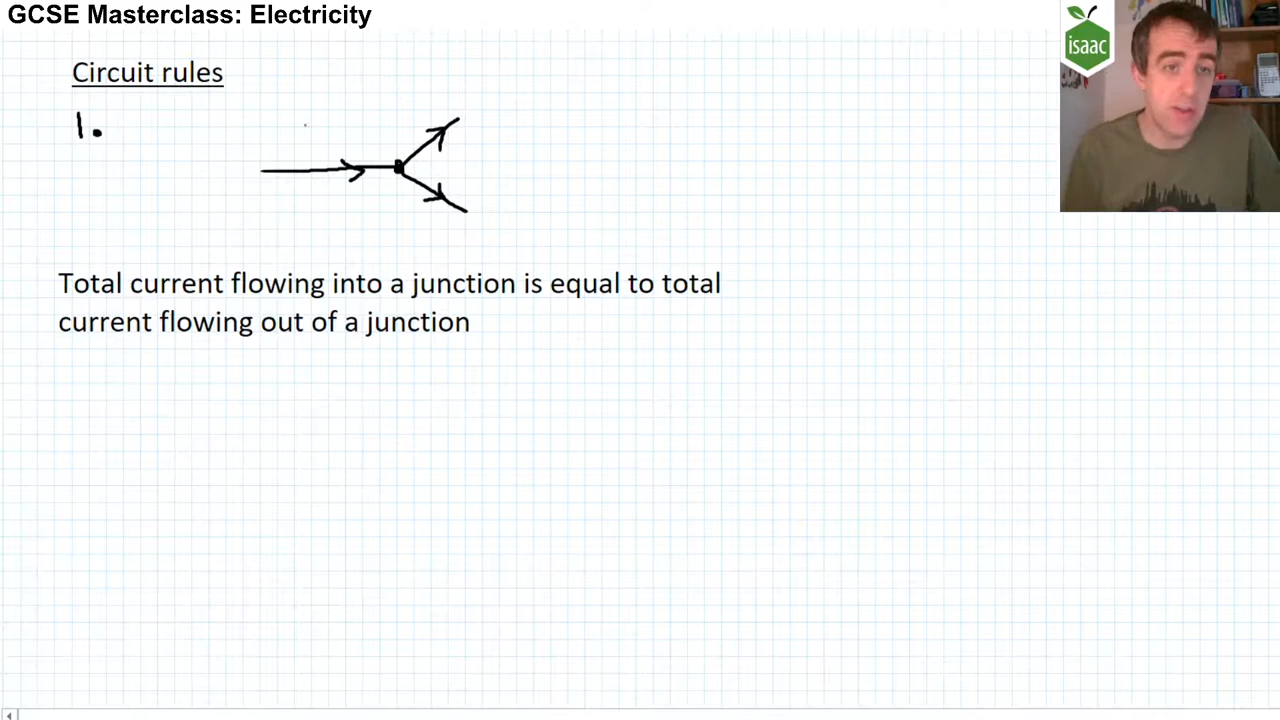 GCSE Masterclass: Electricity
isaac
Circuit rules
1.
Total current flowing into a junction is equal to total
current flowing out of a junction